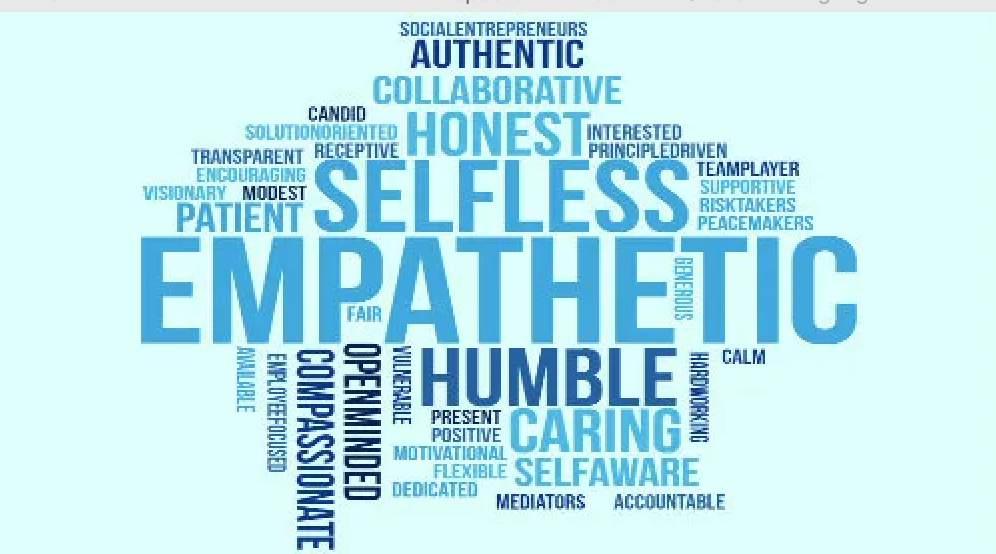 SOCIALENTREPRENEURS
AUTHENTIC
COLLABORATIVE
CANDID
SOLUTIONORIENTED
HONEST
INTERESTED
TRANSPARENT
RECEPTIVE
PRINCIPLEDRIVEN
ENCOURAGING
SELFLESS
TEAMPLAYER
VISIONARY
MODEST
SUPPORTIVE
RISKTAKERS
PATIENT
PEACEMAKERS
EMPATHETIC
GENEROUS
FAIR
AVAILABLE
EMPLOYEEFOCUSED
COMPASSIONATE
OPENMINDED
VULNERABLE
HUMBLE
HARDWORKING
CALM
PRESENT
CARING
POSITIVE
MOTIVATIONAL
FLEXIBLE
SELFAWARE
DEDICATED
MEDIATORS
ACCOUNTABLE